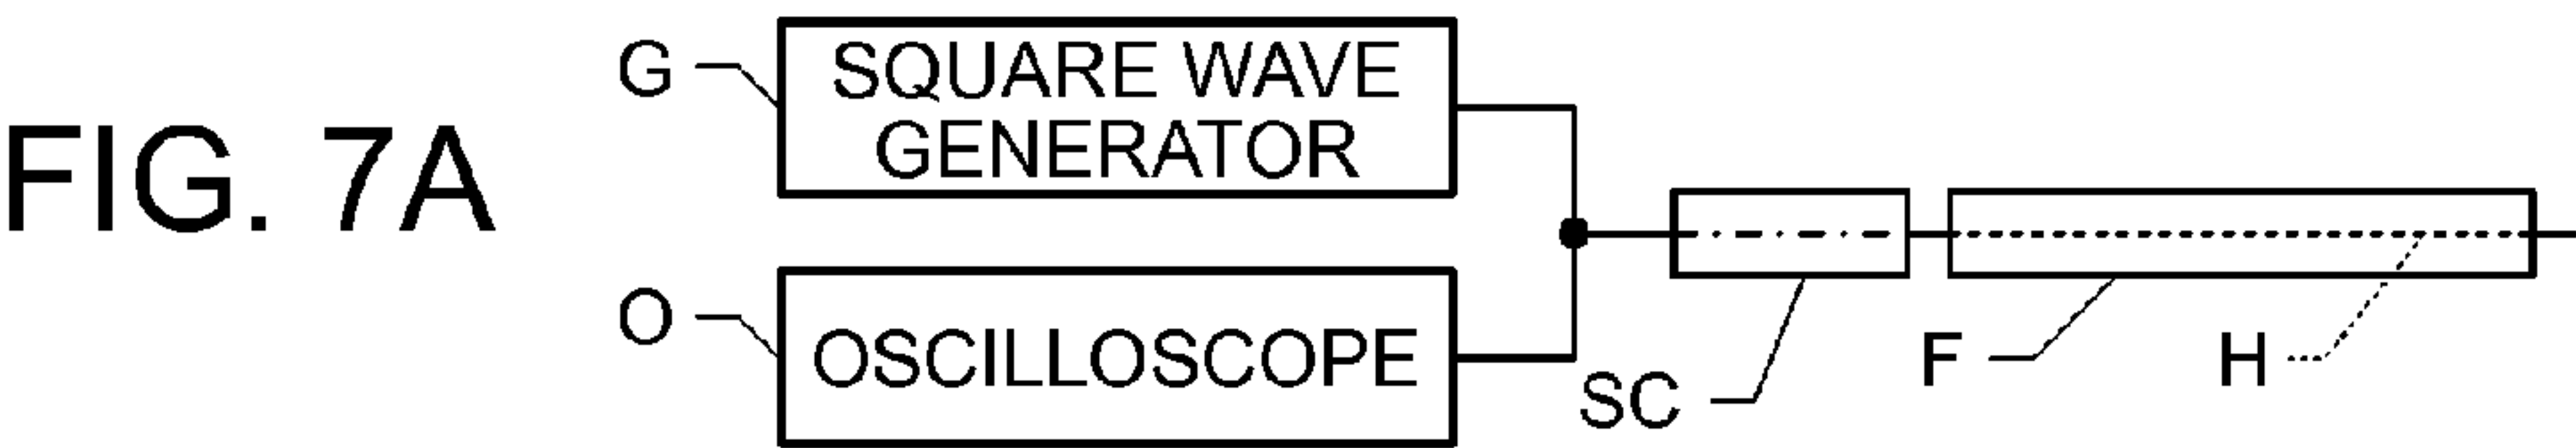 FIG. 7A
G
SQUARE WAVE
GENERATOR
O
OSCILLOSCOPE
SC
F
H